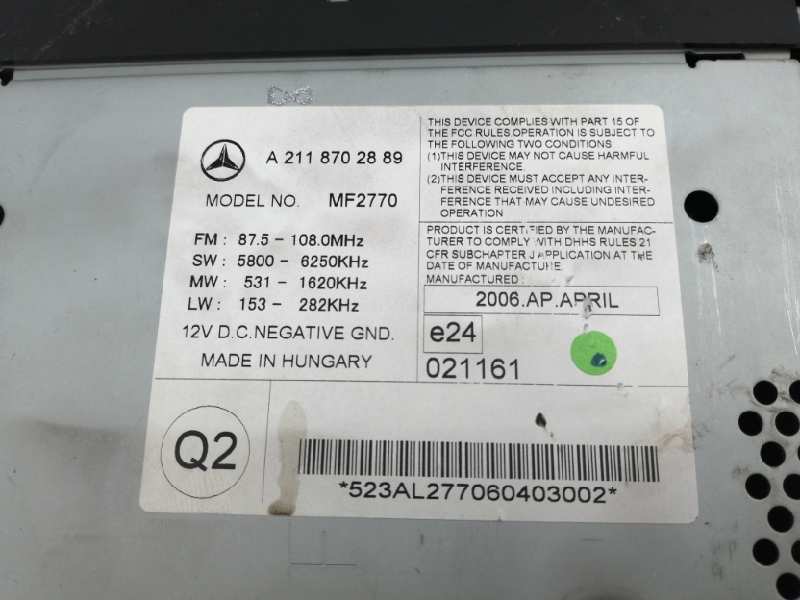 A 211 870 28 89
MODEL NO. MF2770
FM : 87.5 - 108.0MHz
SW : 5800 - 6250KHz
MW : 531 - 1620KHz
LW : 153 - 282KHz
12V D.C.NEGATIVE GND.
MADE IN HUNGARY
THIS DEVICE COMPLIES WITH PART 15 OF
THE FCC RULES.OPERATION IS SUBJECT TO
THE FOLLOWING TWO CONDITIONS
(1)THIS DEVICE MAY NOT CAUSE HARMFUL
INTERFERENCE.
(2)THIS DEVICE MUST ACCEPT ANY INTER-
FERENCE RECEIVED INCLUDING INTER-
FERENCE THAT MAY CAUSE UNDESIRED
OPERATION
PRODUCT IS CERTIFIED BY THE MANUFAC-
TURER TO COMPLY WITH DHHS RULES 21
CFR SUBCHAPTER J APPLICATION AT THE
DATE OF MANUFACTURE.
MANUFACTURED :
2006.AP.APRIL
e24
021161
Q2
*523AL277060403002*